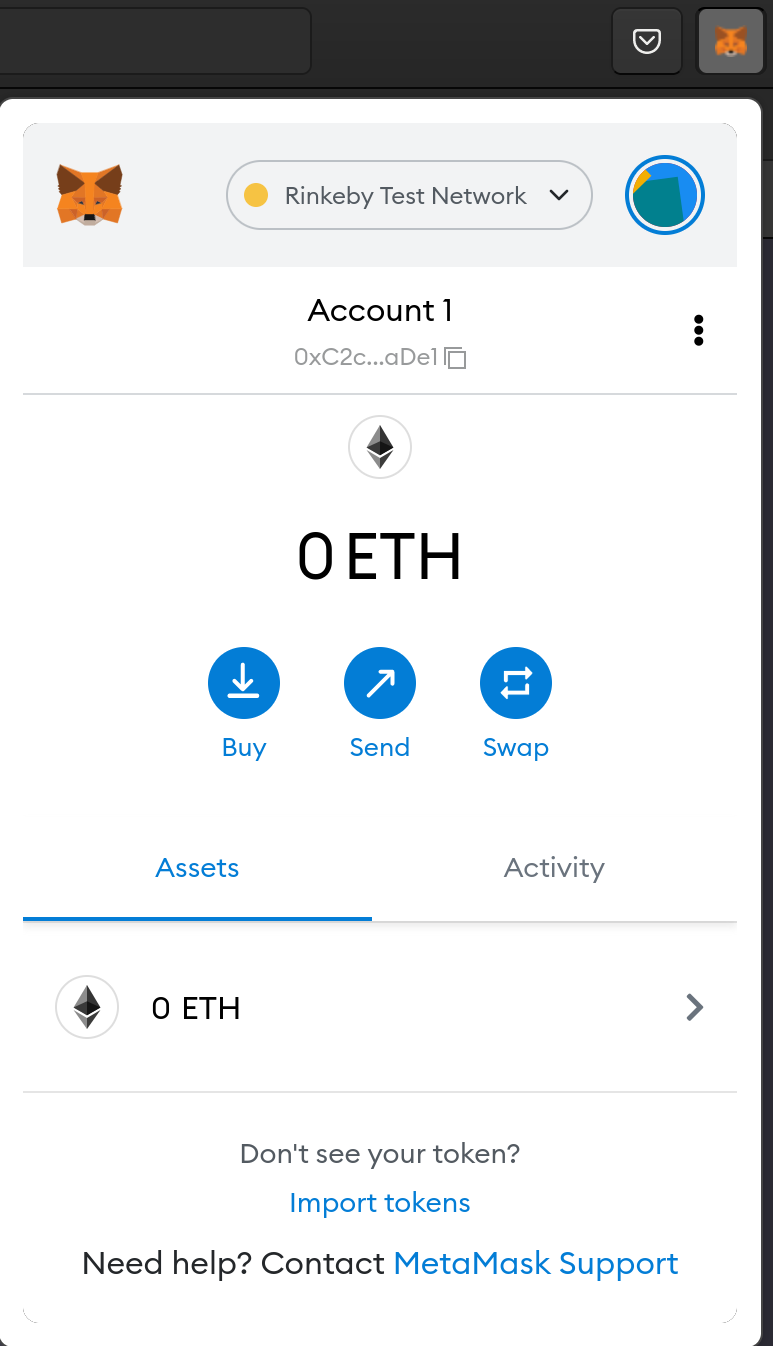 Rinkeby Test Network
Account 1
0xC2c...aDe1
0 ETH
Buy Send Swap
Assets Activity
0 ETH
Don't see your token?
Import tokens
Need help? Contact MetaMask Support